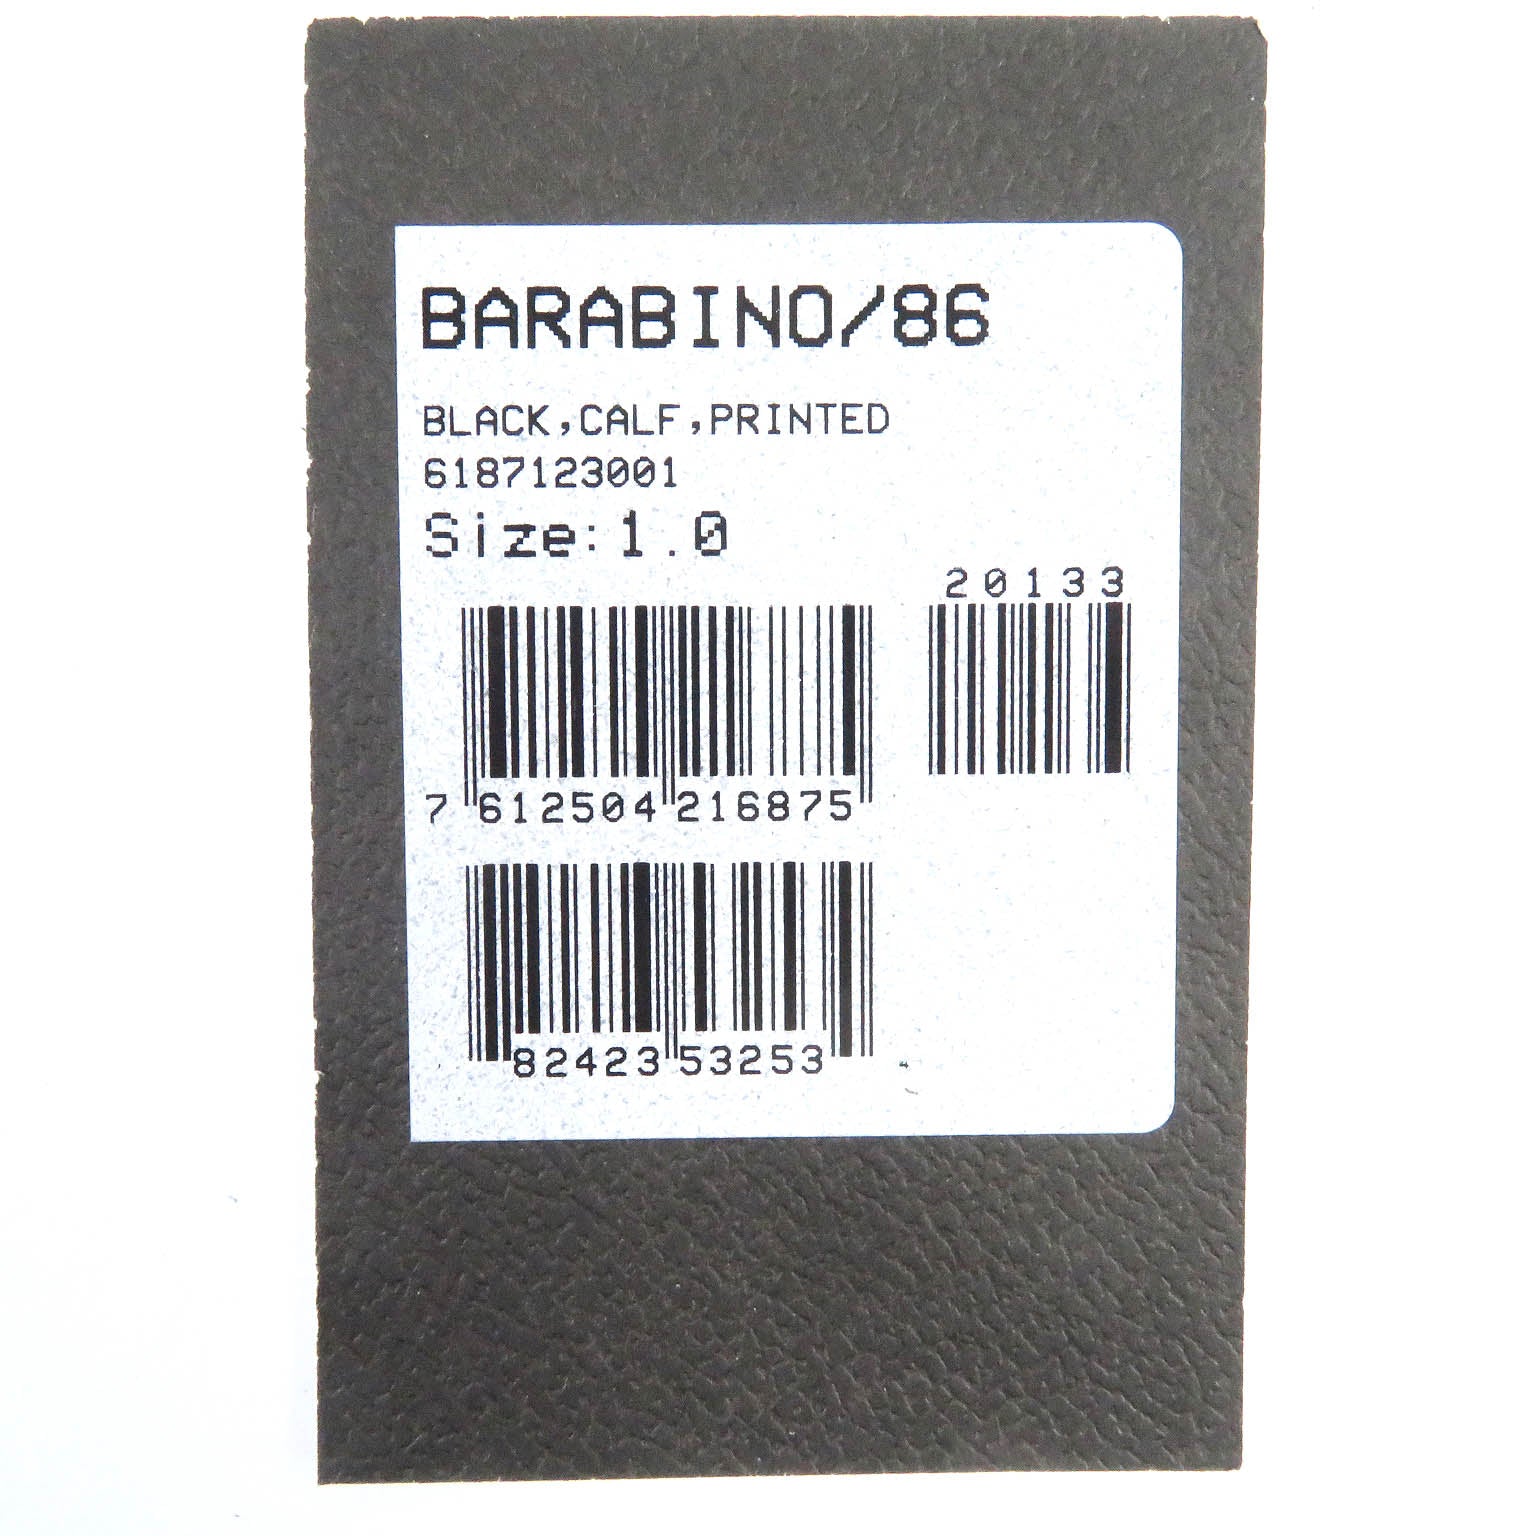 BARABINO/86
BLACK,CALF,PRINTED
6187123001
Size:1.0
20133
7 612504 216875
82423 53253